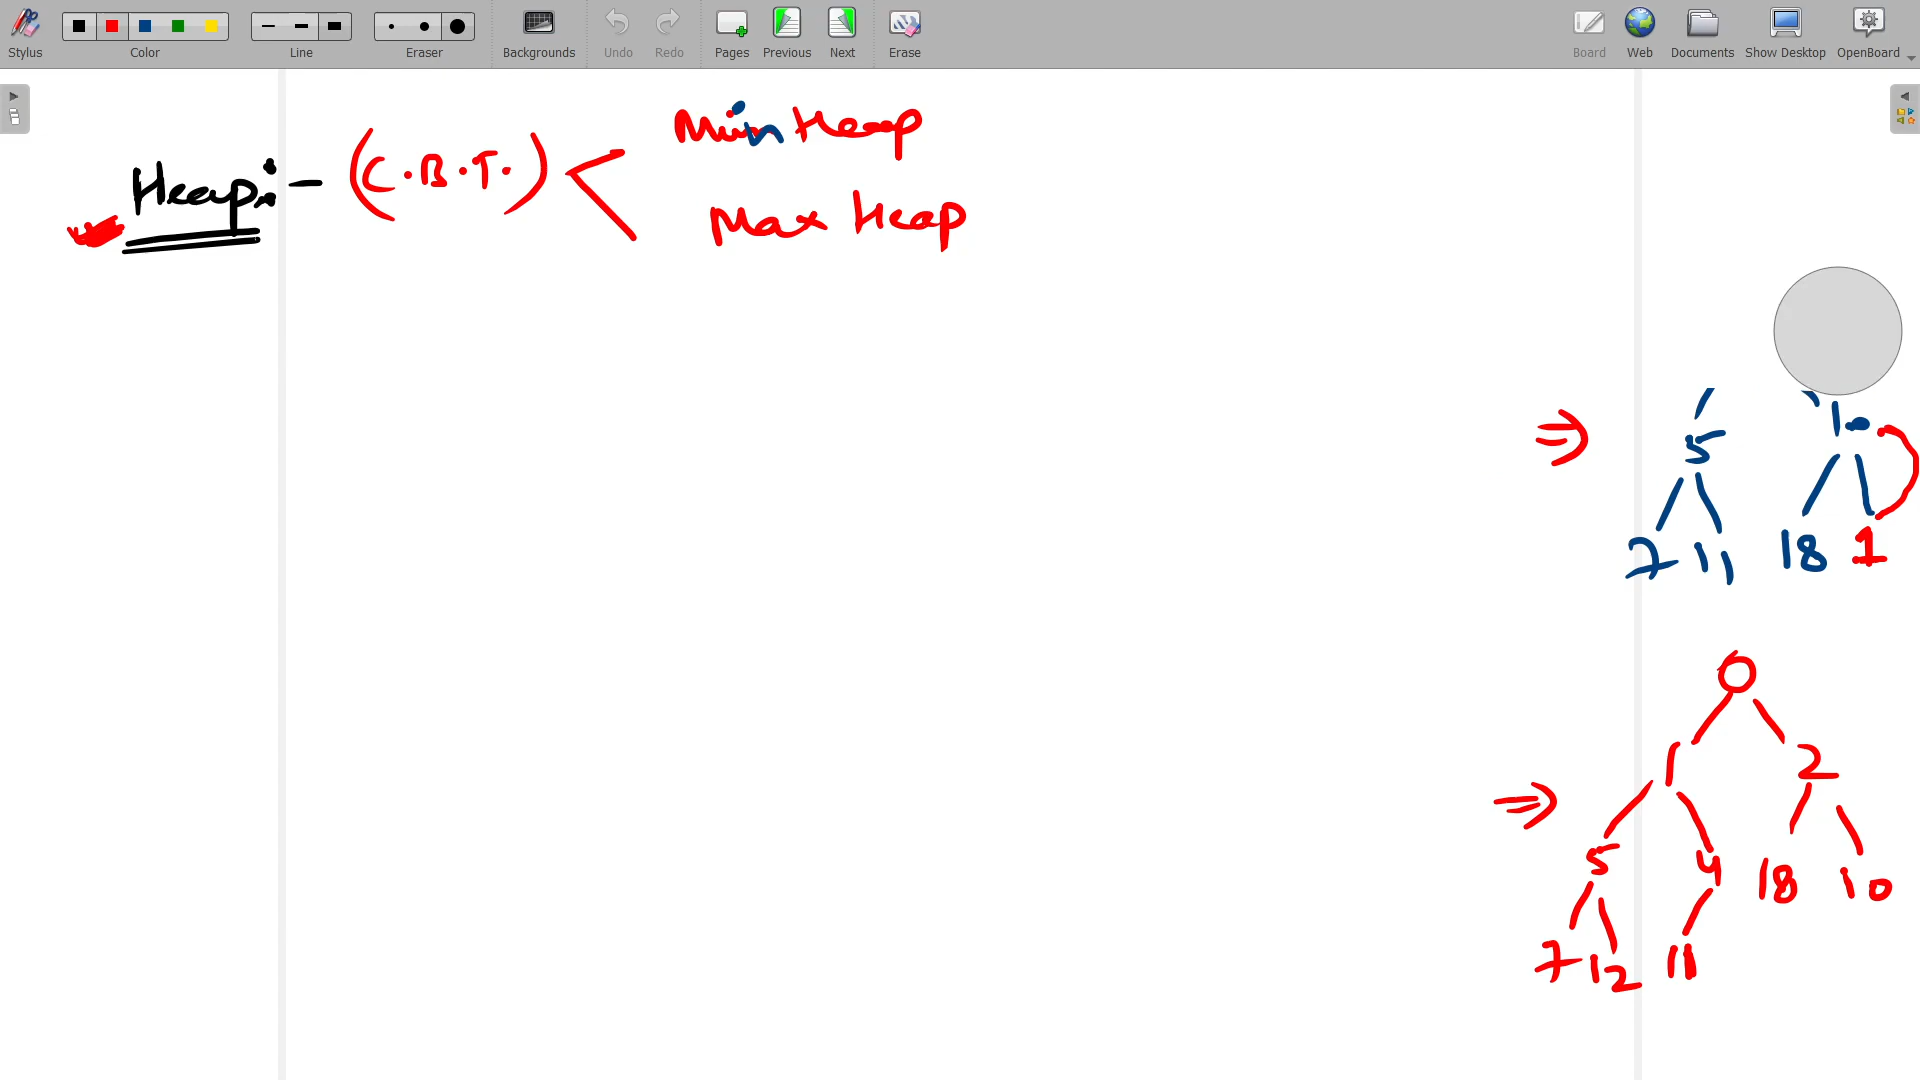 Stylus Color Line Eraser Backgrounds Undo Redo Pages Previous Next Erase Board Web Documents Show Desktop OpenBoard
Min Heap
Heap:- (C.B.T.)
Max Heap
⇒ 5 10
7 11 18 1
0
1 2
⇒
5 4 18 10
7 12 11